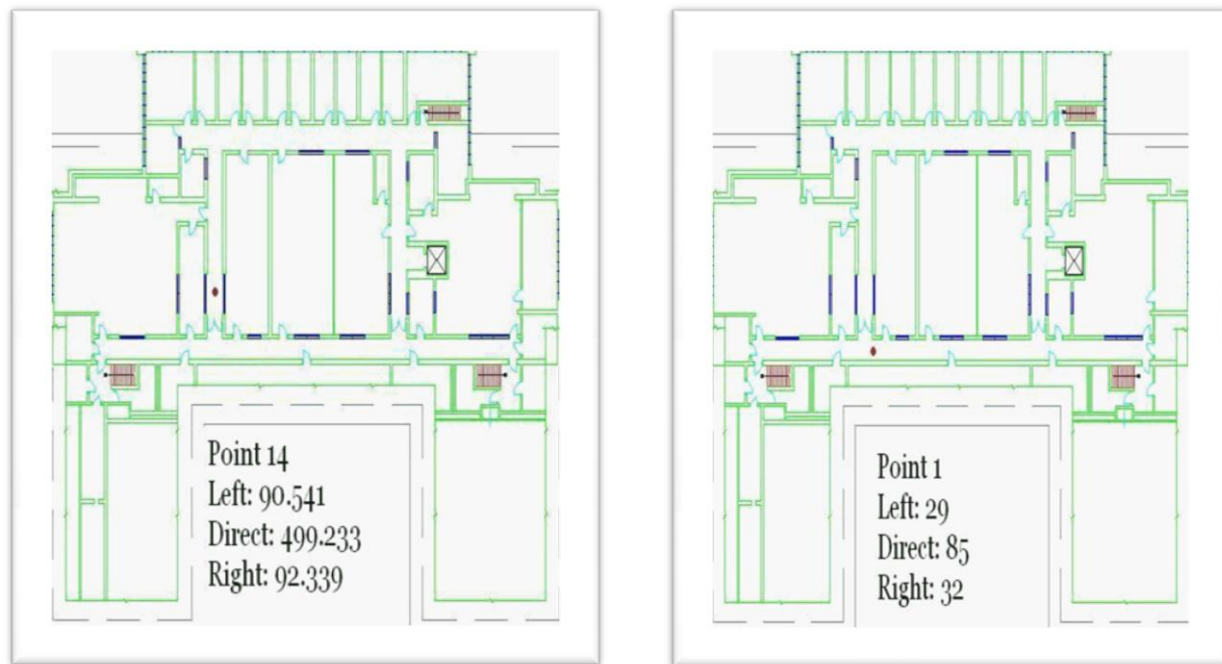 Point 14
Left: 90.541
Direct: 499.233
Right: 92.339
Point 1
Left: 29
Direct: 85
Right: 32